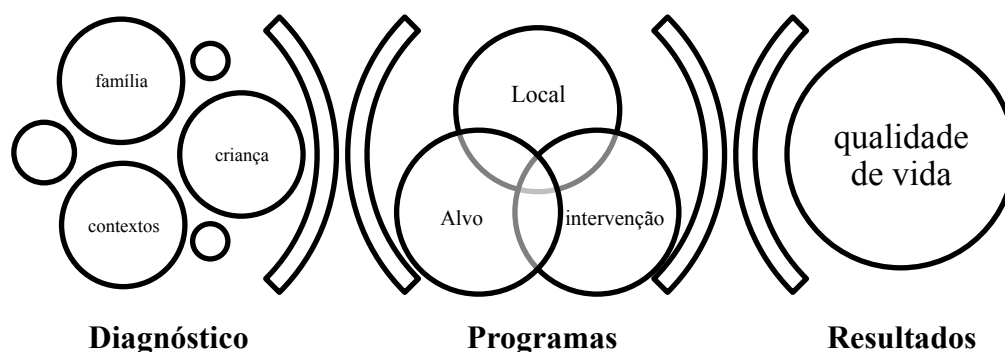 família
criança
contextos
Local
Alvo
intervenção
qualidade
de vida
Diagnóstico
Programas
Resultados